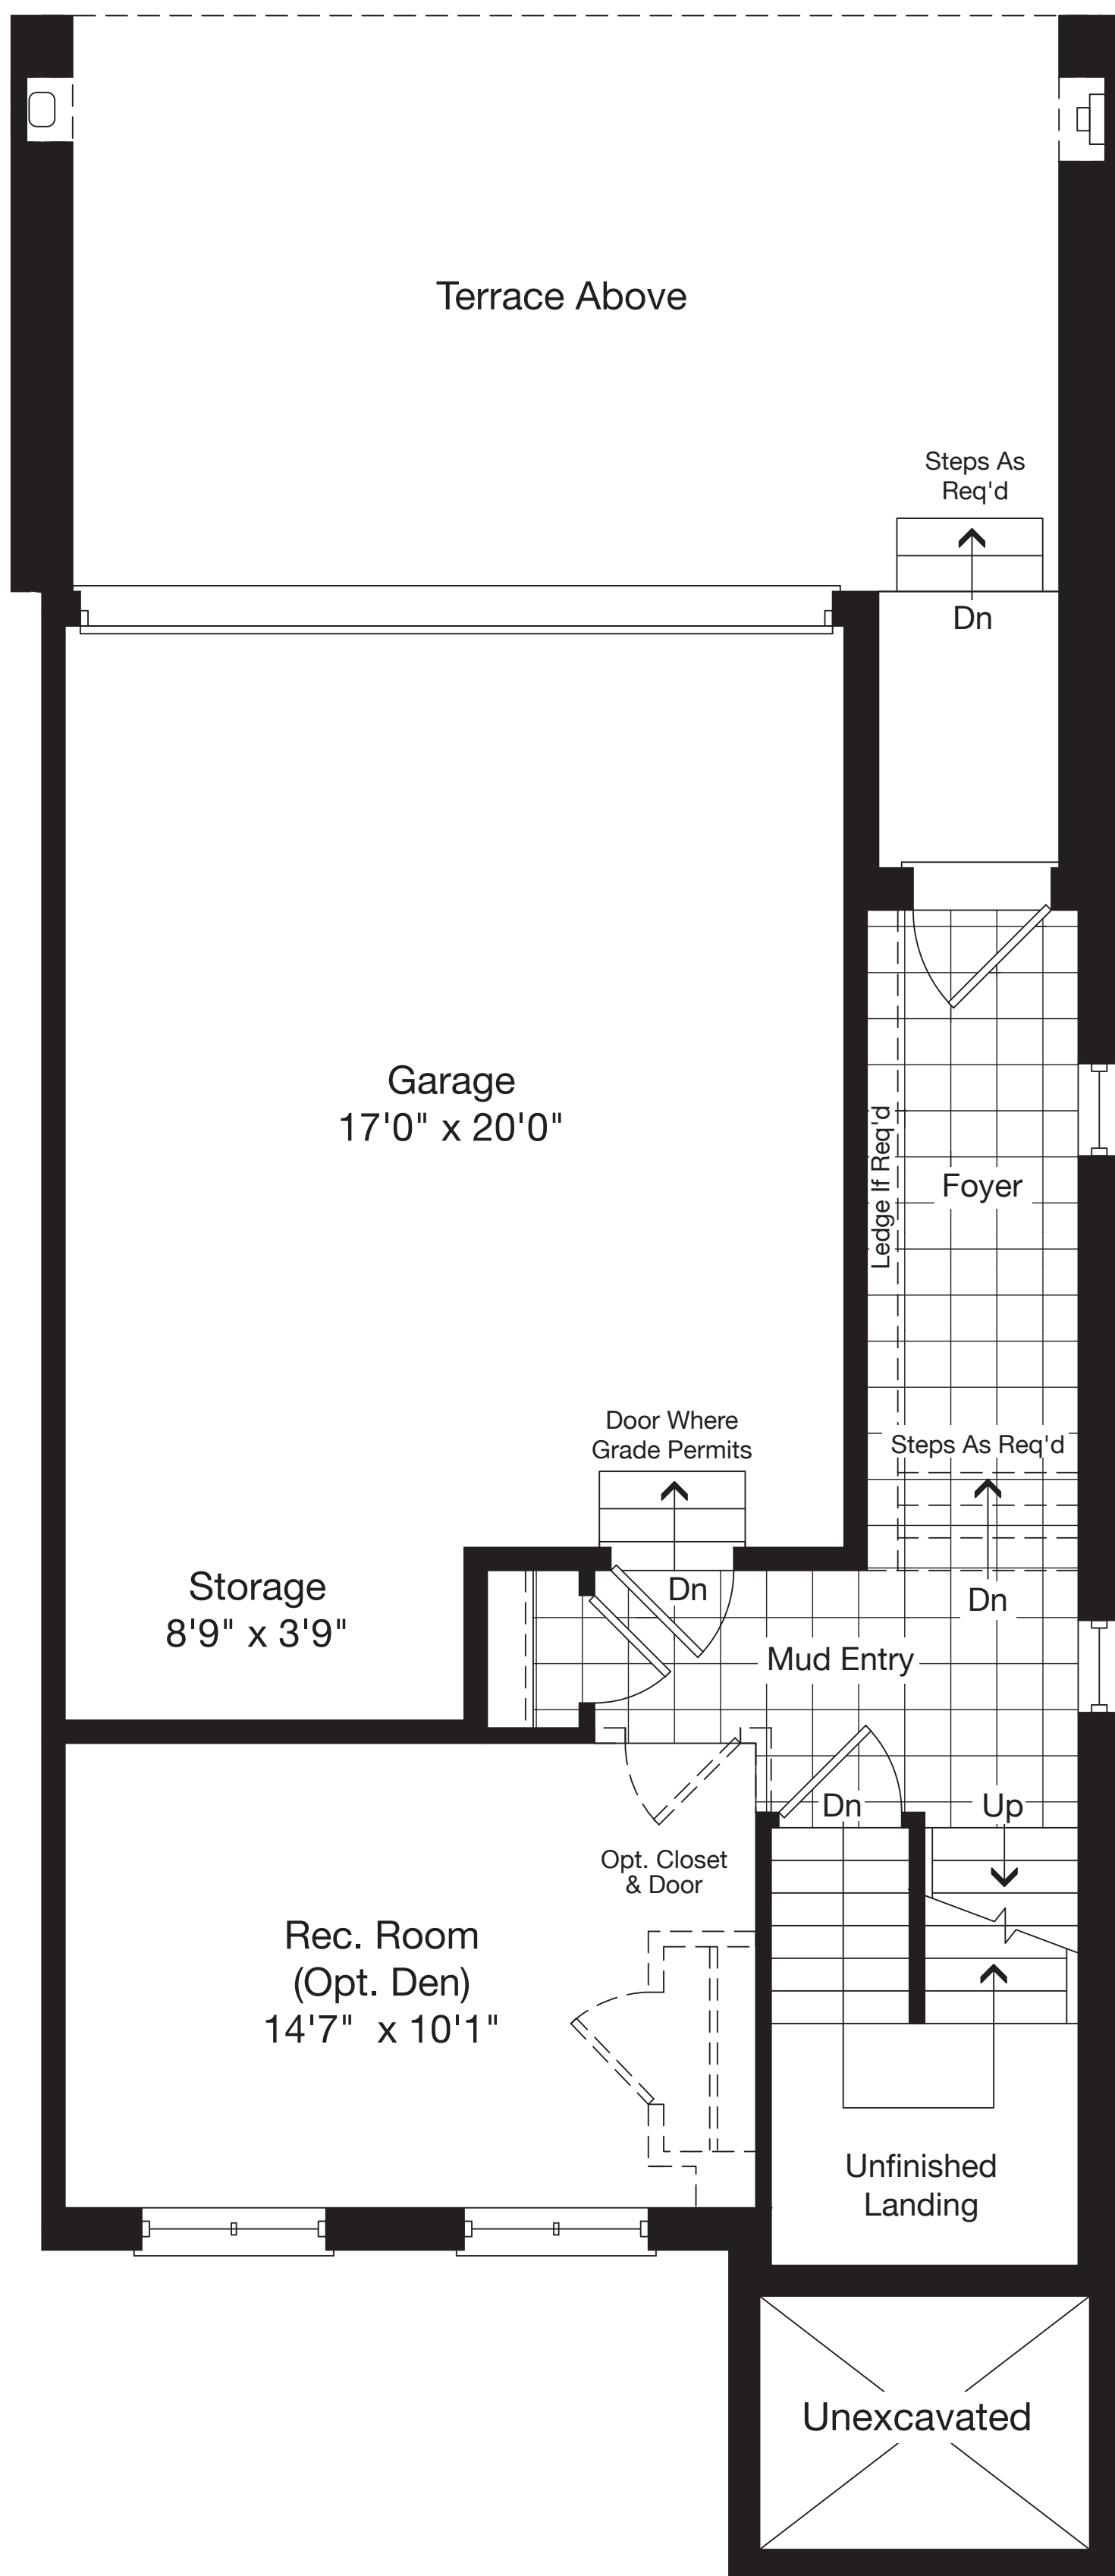 Terrace Above
Steps As
Req'd
Dn
Garage
17'0" x 20'0"
Ledge If Req'd
Foyer
Door Where
Grade Permits
Steps As Req'd
Storage
8'9" x 3'9"
Dn
Dn
Mud Entry
Dn
Up
Opt. Closet
& Door
Rec. Room
(Opt. Den)
14'7" x 10'1"
Unfinished
Landing
Unexcavated